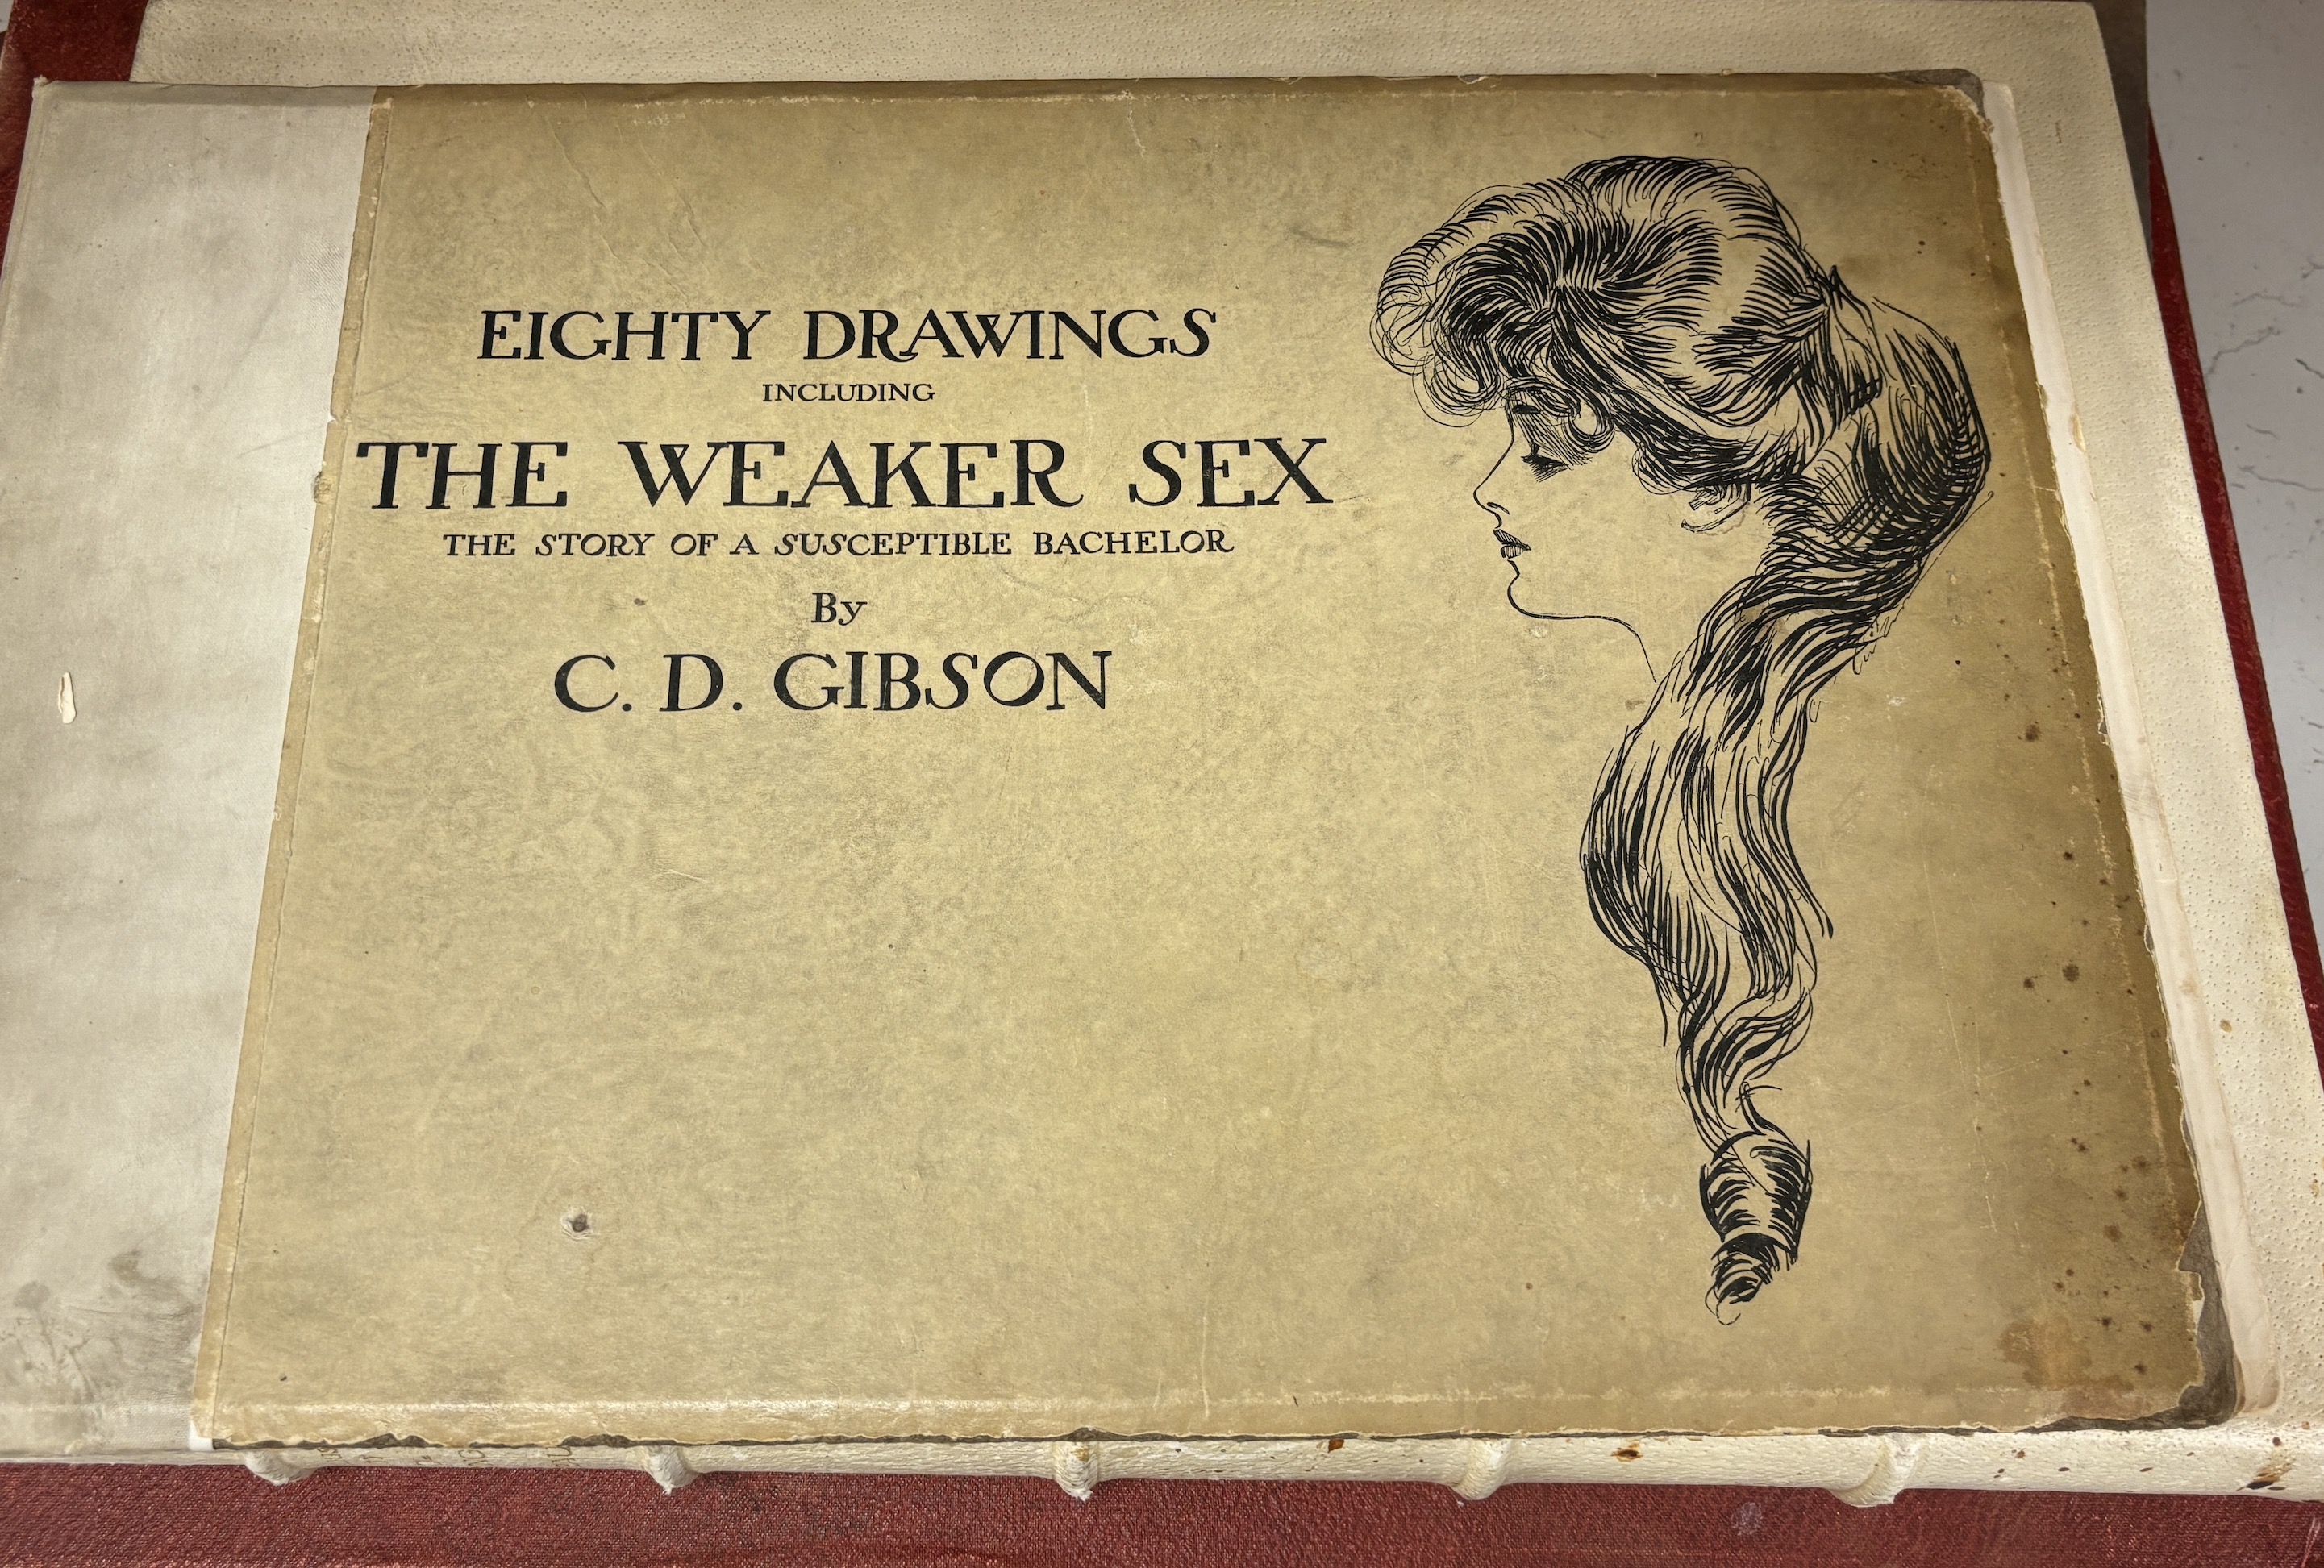 EIGHTY DRAWINGS
INCLUDING
THE WEAKER SEX
THE STORY OF A SUSCEPTIBLE BACHELOR
By
C. D. GIBSON